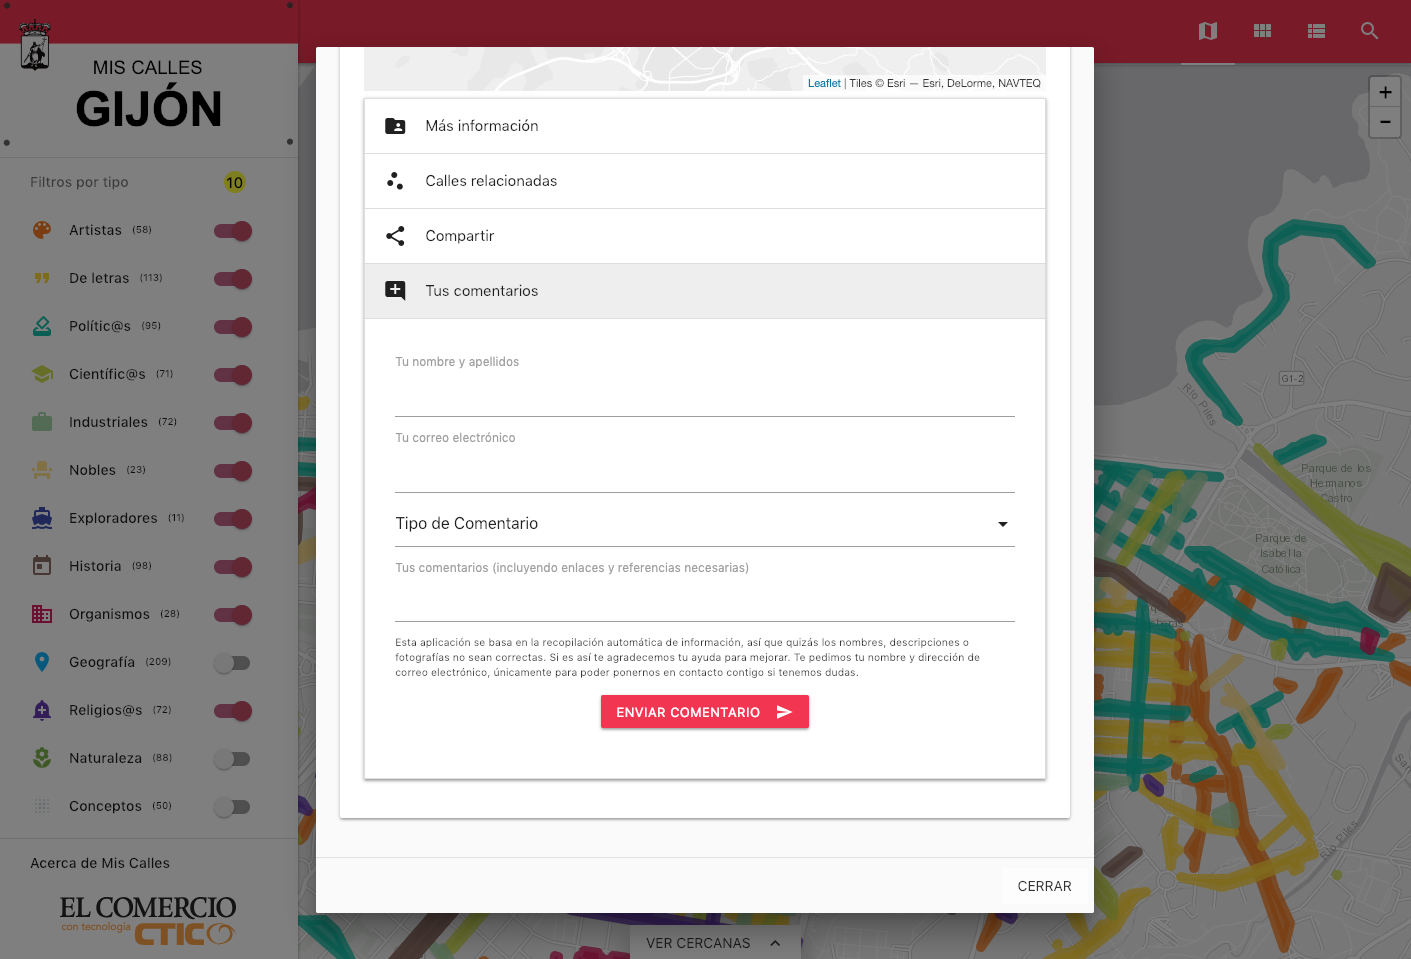 MIS CALLES
GIJÓN
Filtros por tipo 10
Artistas (58)
De letras (113)
Polític@s (95)
Científic@s (71)
Industriales (72)
Nobles (23)
Exploradores (11)
Historia (98)
Organismos (28)
Geografía (209)
Religios@s (72)
Naturaleza (88)
Conceptos (50)
Acerca de Mis Calles
EL COMERCIO
con tecnología CTIC
Leaflet | Tiles © Esri — Esri, DeLorme, NAVTEQ
Más información
Calles relacionadas
Compartir
Tus comentarios
Tu nombre y apellidos
Tu correo electrónico
Tipo de Comentario
Tus comentarios (incluyendo enlaces y referencias necesarias)
Esta aplicación se basa en la recopilación automática de información, así que quizás los nombres, descripciones o
fotografías no sean correctas. Si es así te agradecemos tu ayuda para mejorar. Te pedimos tu nombre y dirección de
correo electrónico, únicamente para poder ponernos en contacto contigo si tenemos dudas.
ENVIAR COMENTARIO
CERRAR
VER CERCANAS
+
−
G1-2
Río Piles
Parque de los
Hermanos
Castro
Parque de
Isabel la
Católica
Río Piles